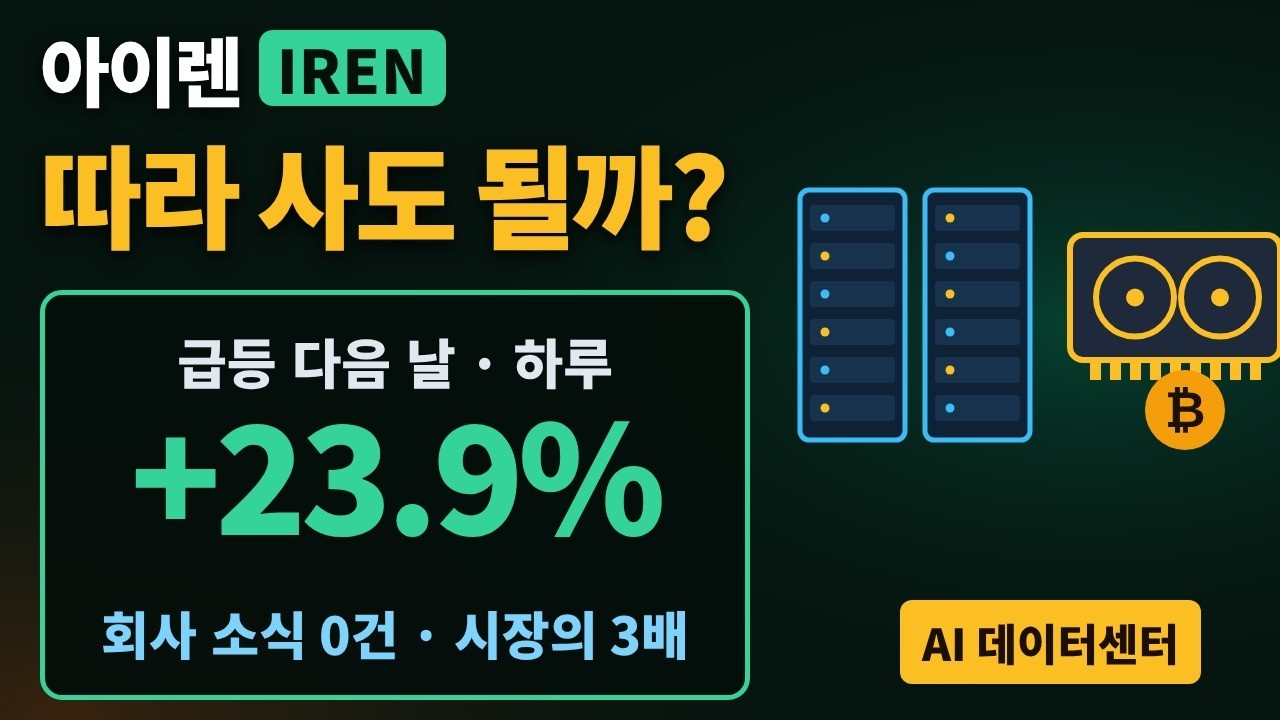 아이렌 IREN
따라 사도 될까?
급등 다음 날 · 하루
+23.9%
회사 소식 0건 · 시장의 3배
₿
AI 데이터센터